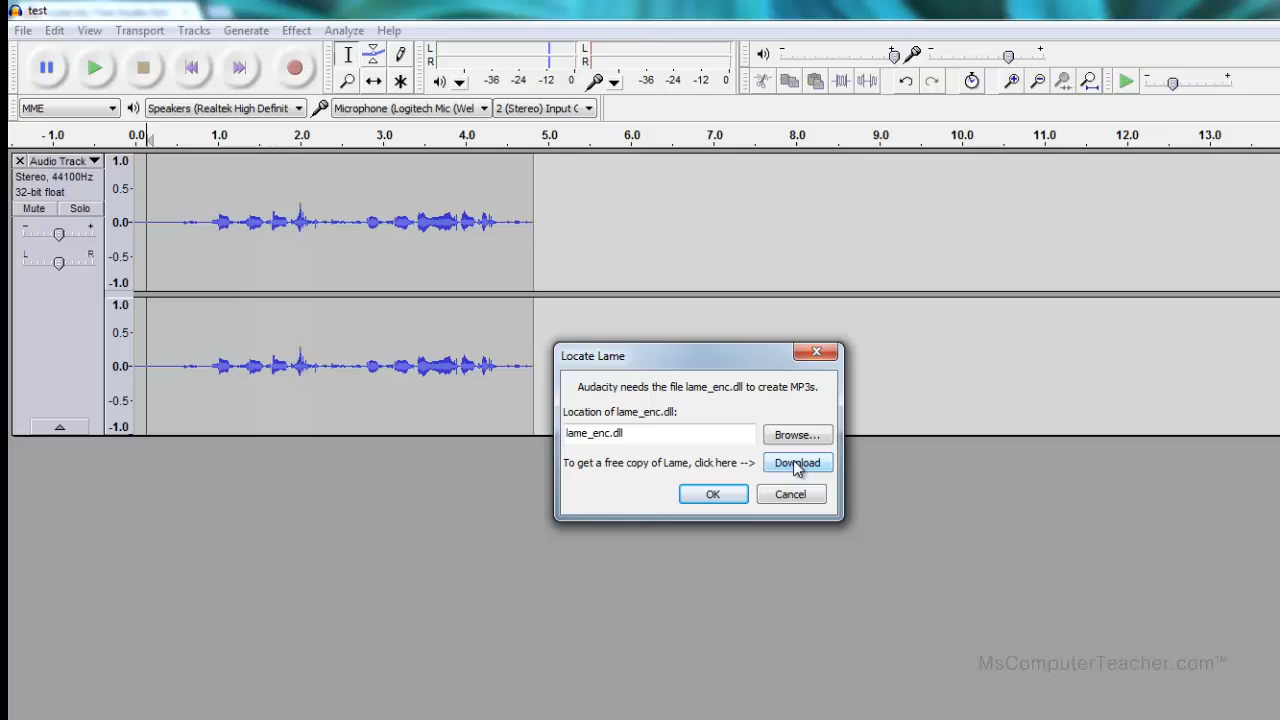 test
File Edit View Transport Tracks Generate Effect Analyze Help
L
R
-36 -24 -12 0
L
R
-36 -24 -12 0
- + - +
- +
MME
Speakers (Realtek High Definit
Microphone (Logitech Mic (Wel
2 (Stereo) Input C
- 1.0 0.0 1.0 2.0 3.0 4.0 5.0 6.0 7.0 8.0 9.0 10.0 11.0 12.0 13.0
Audio Track
Stereo, 44100Hz
32-bit float
Mute Solo
- +
L R
1.0
0.5
0.0
-0.5
-1.0
1.0
0.5
0.0
-0.5
-1.0
Locate Lame
Audacity needs the file lame_enc.dll to create MP3s.
Location of lame_enc.dll:
lame_enc.dll Browse...
To get a free copy of Lame, click here --> Download
OK Cancel
MsComputerTeacher.com™